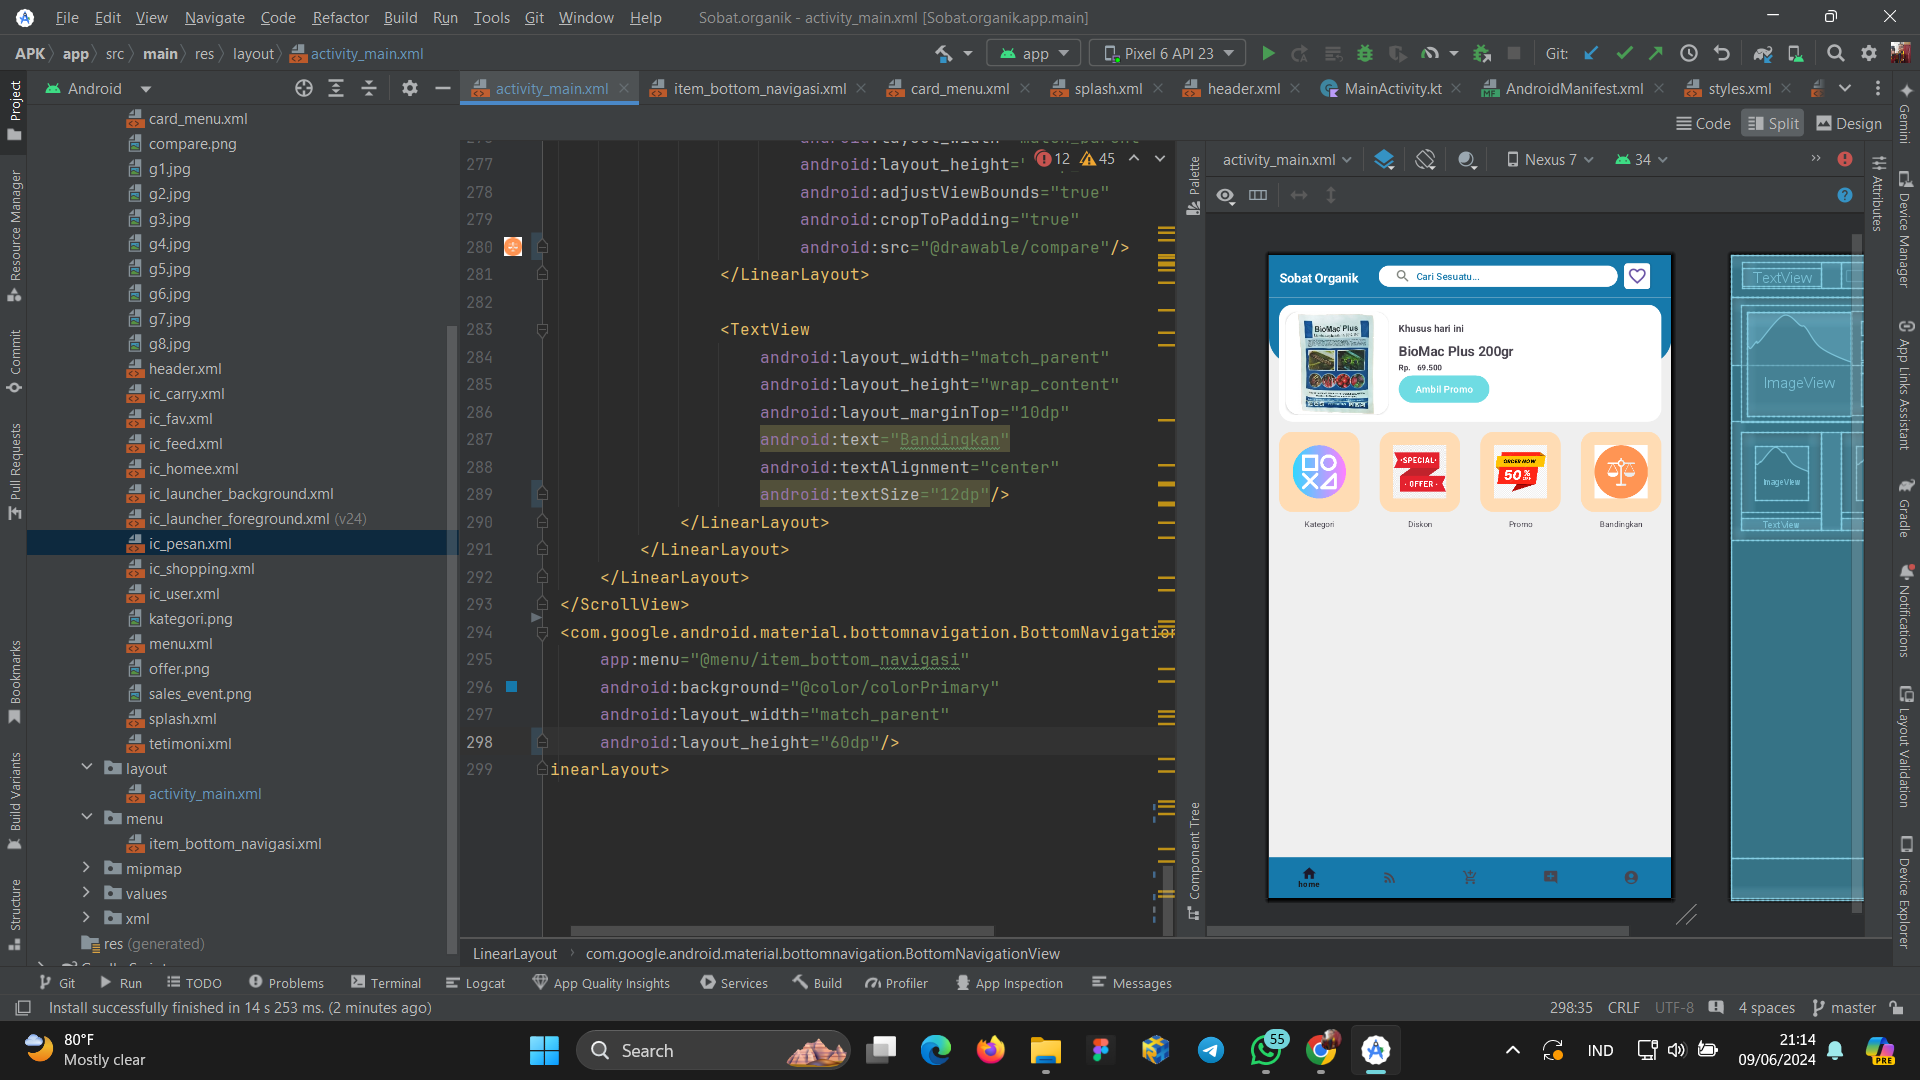 File Edit View Navigate Code Refactor Build Run Tools Git Window Help Sobat.organik - activity_main.xml [Sobat.organik.app.main]
APK app src main res layout activity_main.xml app Pixel 6 API 23 Git:
Android activity_main.xml item_bottom_navigasi.xml card_menu.xml splash.xml header.xml MainActivity.kt AndroidManifest.xml styles.xml
Code Split Design
Project
Resource Manager
Commit
Pull Requests
Bookmarks
Build Variants
Structure
card_menu.xml
compare.png
g1.jpg
g2.jpg
g3.jpg
g4.jpg
g5.jpg
g6.jpg
g7.jpg
g8.jpg
header.xml
ic_carry.xml
ic_fav.xml
ic_feed.xml
ic_homee.xml
ic_launcher_background.xml
ic_launcher_foreground.xml (v24)
ic_pesan.xml
ic_shopping.xml
ic_user.xml
kategori.png
menu.xml
offer.png
sales_event.png
splash.xml
tetimoni.xml
layout
activity_main.xml
menu
item_bottom_navigasi.xml
mipmap
values
xml
res (generated)
12 45
277 android:layout_height="
278 android:adjustViewBounds="true"
279 android:cropToPadding="true"
280 android:src="@drawable/compare"/>
281 </LinearLayout>
282
283 <TextView
284 android:layout_width="match_parent"
285 android:layout_height="wrap_content"
286 android:layout_marginTop="10dp"
287 android:text="Bandingkan"
288 android:textAlignment="center"
289 android:textSize="12dp"/>
290 </LinearLayout>
291 </LinearLayout>
292 </LinearLayout>
293 </ScrollView>
294 <com.google.android.material.bottomnavigation.BottomNavigation
295 app:menu="@menu/item_bottom_navigasi"
296 android:background="@color/colorPrimary"
297 android:layout_width="match_parent"
298 android:layout_height="60dp"/>
299 inearLayout>
LinearLayout com.google.android.material.bottomnavigation.BottomNavigationView
Palette
Component Tree
activity_main.xml Nexus 7 34
Sobat Organik Cari Sesuatu...
BioMac Plus
Khusus hari ini
BioMac Plus 200gr
Rp. 69.500
Ambil Promo
SPECIAL
OFFER
ORDER NOW
50%
Kategori Diskon Promo Bandingkan
home
TextView
ImageView
ImageView
TextView
Attributes
Gemini
Device Manager
App Links Assistant
Gradle
Notifications
Layout Validation
Device Explorer
Git Run TODO Problems Terminal Logcat App Quality Insights Services Build Profiler App Inspection Messages
Install successfully finished in 14 s 253 ms. (2 minutes ago) 298:35 CRLF UTF-8 4 spaces master
80°F
Mostly clear
Search
55
IND
21:14
09/06/2024
PRE